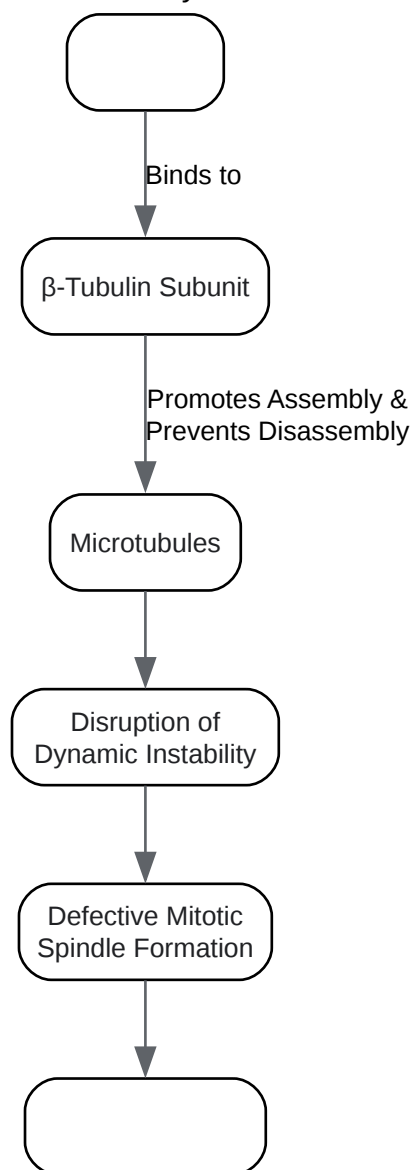 Binds to
β-Tubulin Subunit
Promotes Assembly &
Prevents Disassembly
Microtubules
Disruption of
Dynamic Instability
Defective Mitotic
Spindle Formation